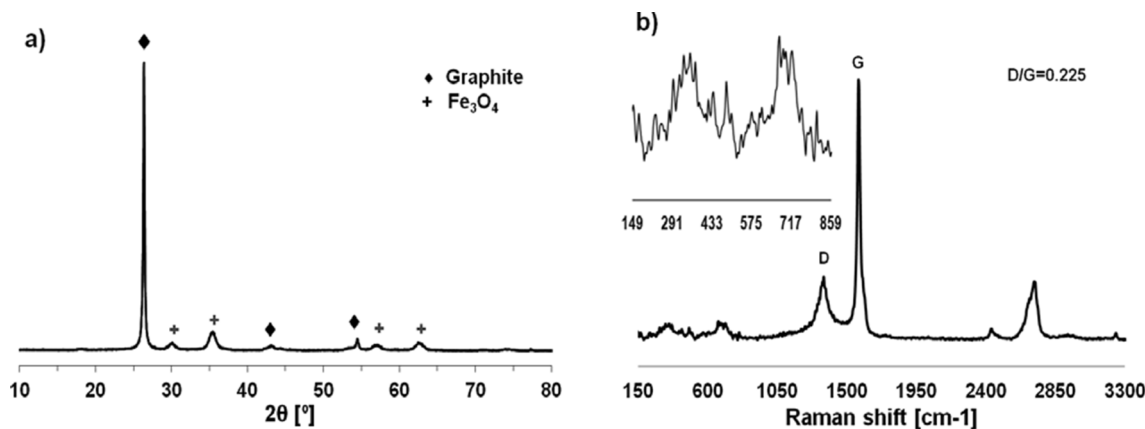 a)
♦ Graphite
+ Fe₃O₄
10 20 30 40 50 60 70 80
2θ [º]
b)
G
D/G=0.225
149 291 433 575 717 859
D
150 600 1050 1500 1950 2400 2850 3300
Raman shift [cm-1]